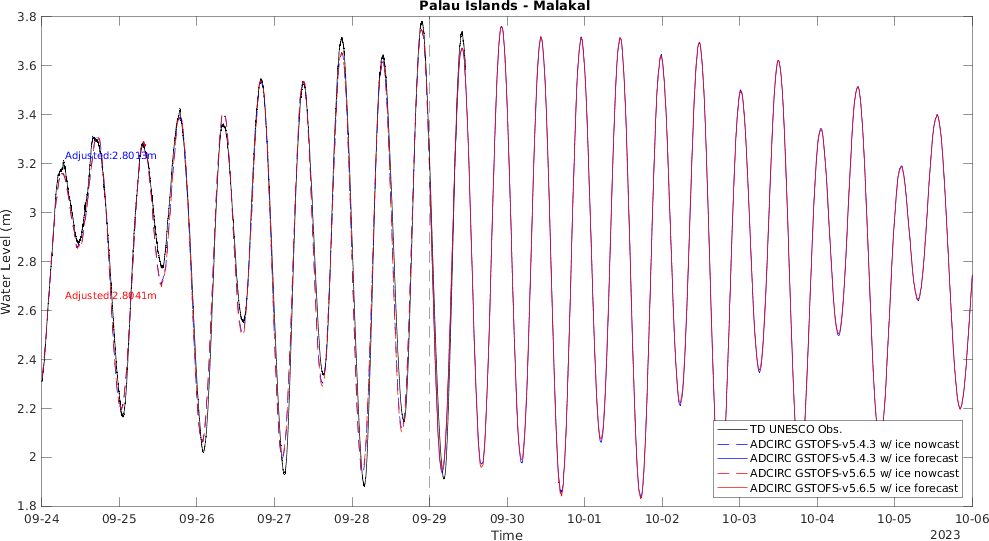 Palau Islands - Malakal
3.8
3.6
3.4
3.2
3
2.8
2.6
2.4
2.2
2
1.8
Water Level (m)
Adjusted:2.8013m
Adjusted:2.8041m
TD UNESCO Obs.
ADCIRC GSTOFS-v5.4.3 w/ ice nowcast
ADCIRC GSTOFS-v5.4.3 w/ ice forecast
ADCIRC GSTOFS-v5.6.5 w/ ice nowcast
ADCIRC GSTOFS-v5.6.5 w/ ice forecast
09-24 09-25 09-26 09-27 09-28 09-29 09-30 10-01 10-02 10-03 10-04 10-05 10-06
Time
2023